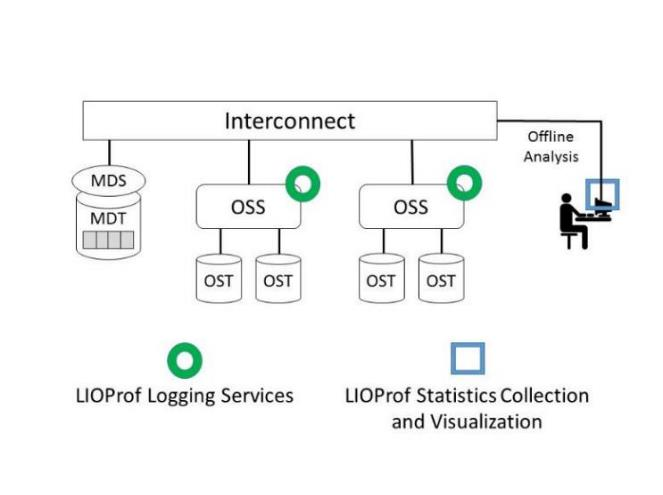 Interconnect
Offline
Analysis
MDS
MDT
OSS
OSS
OST
OST
OST
OST
LIOProf Logging Services
LIOProf Statistics Collection
and Visualization